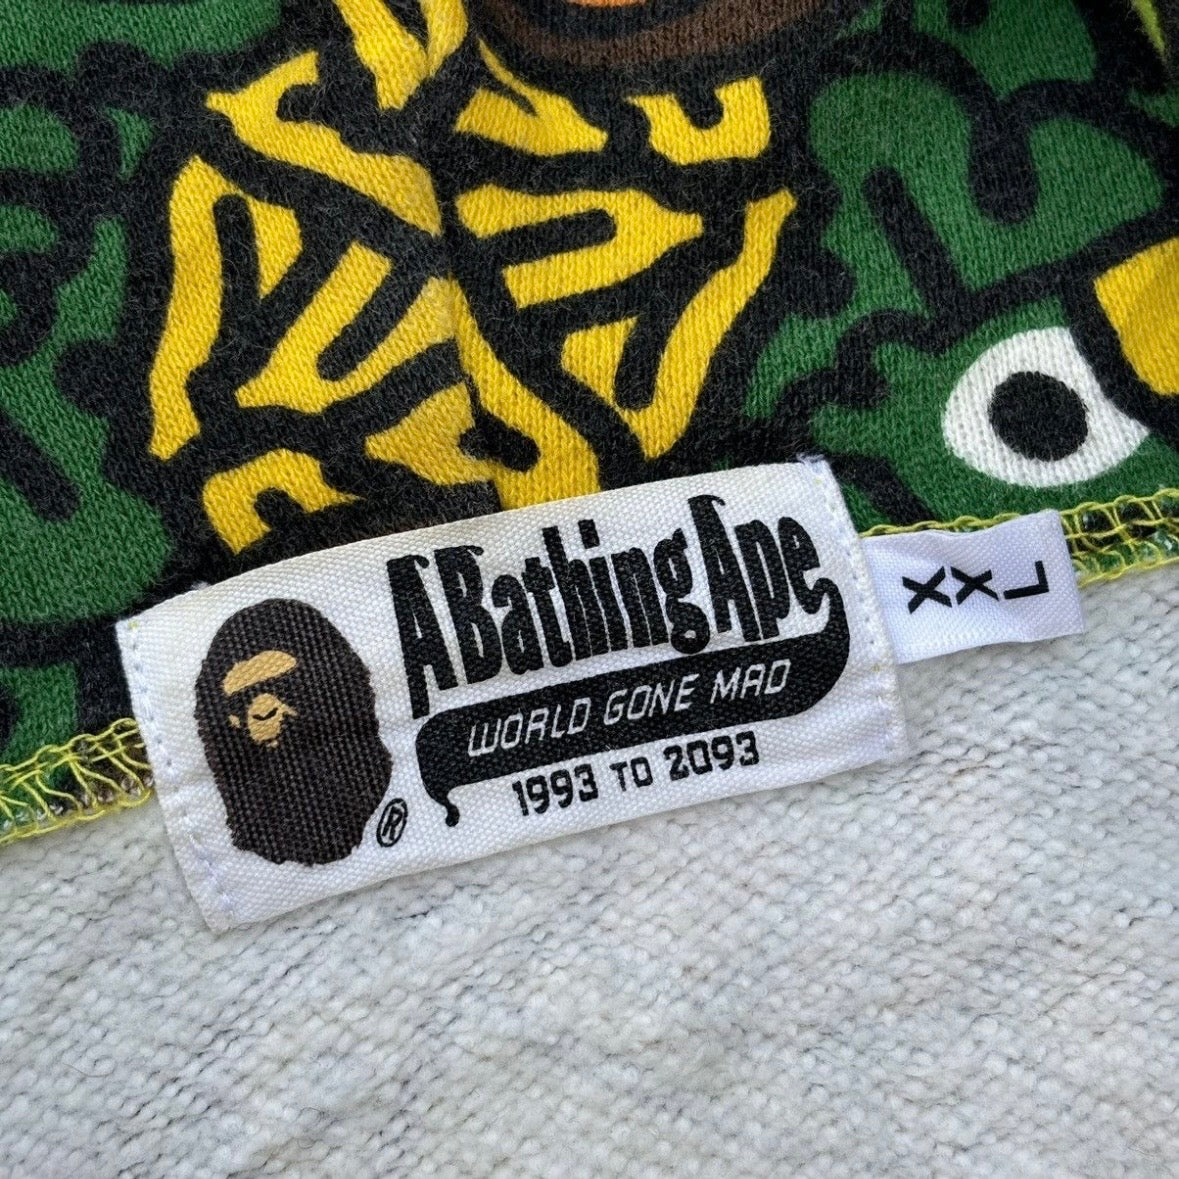 A Bathing Ape
WORLD GONE MAD
1993 TO 2093
®
XXL